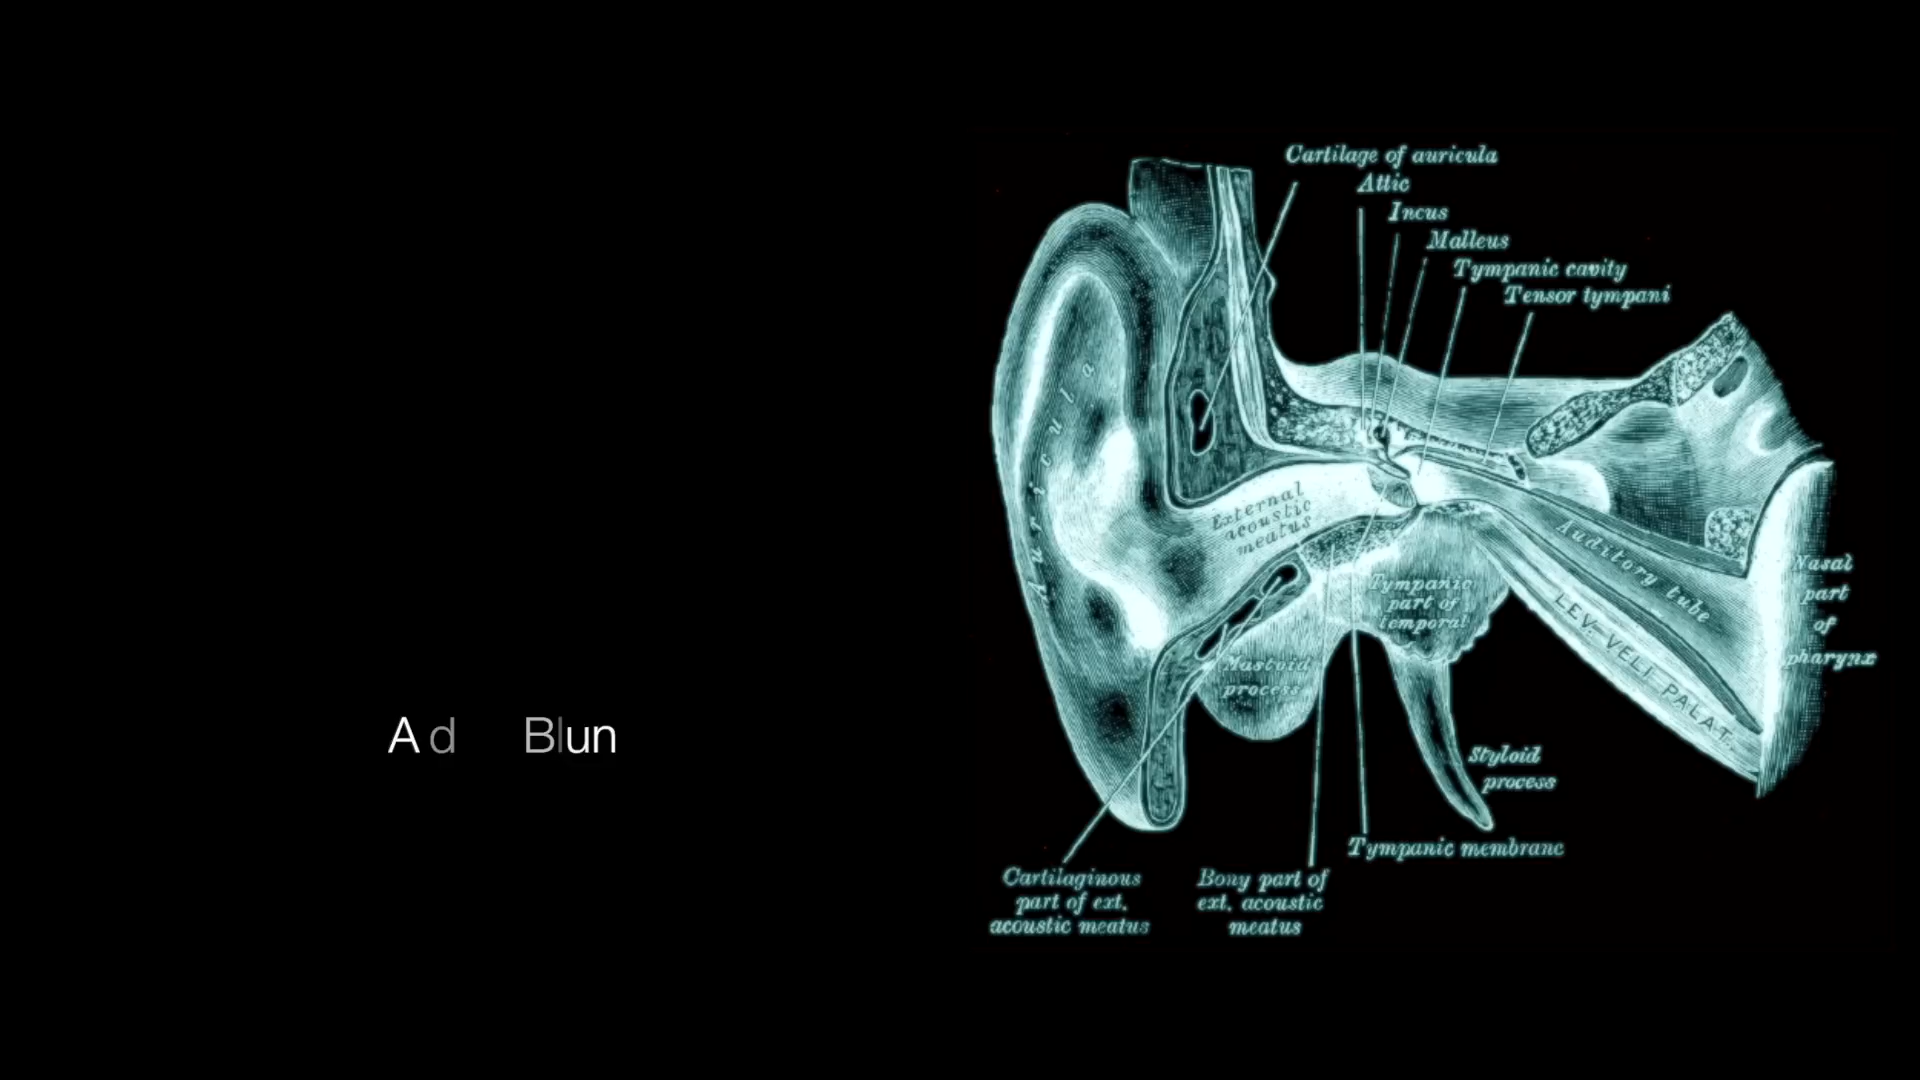 Cartilage of auricula
Attic
Incus
Malleus
Tympanic cavity
Tensor tympani
Auricula
External
acoustic
meatus
Auditory tube
Nasal
part
of
pharynx
Tympanic
part of
temporal
LEV. VELI PALAT.
Mastoid
process
A d Blun
Styloid
process
Tympanic membrane
Cartilaginous
part of ext.
acoustic meatus
Bony part of
ext. acoustic
meatus